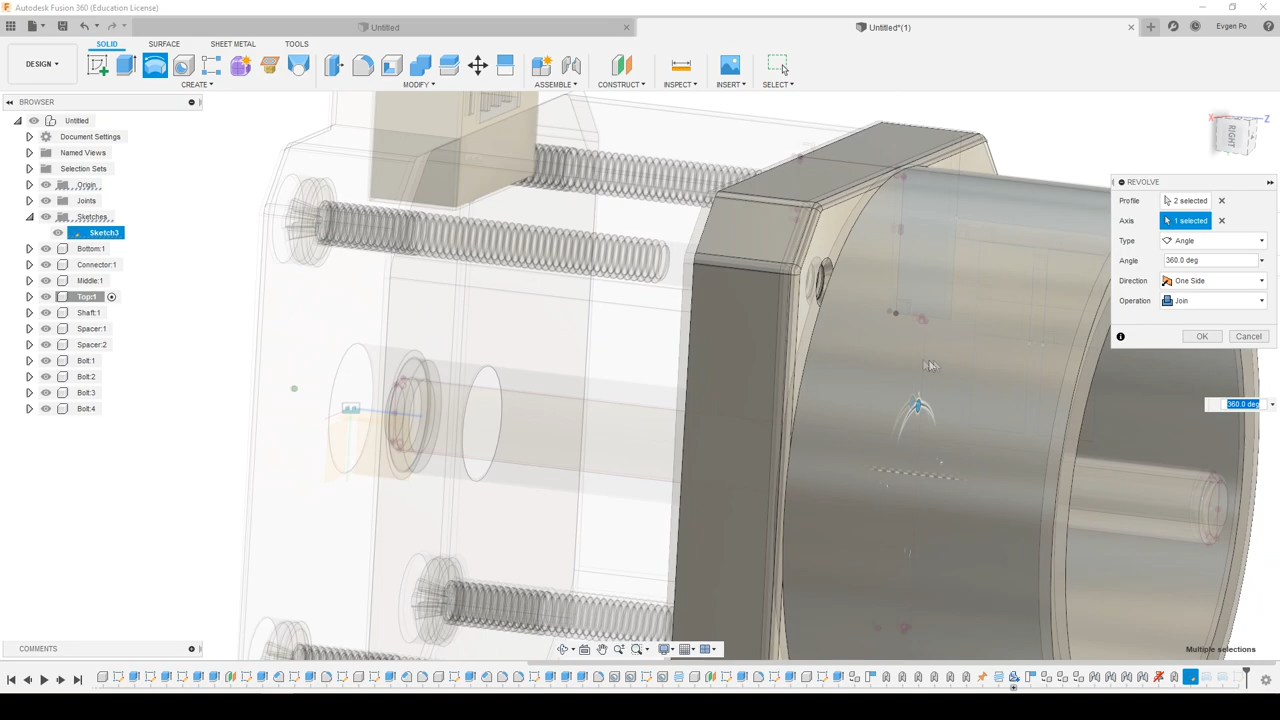 Autodesk Fusion 360 (Education License)
Untitled
Untitled*(1)
Evgen Po
DESIGN
SOLID
SURFACE
SHEET METAL
TOOLS
CREATE
MODIFY
ASSEMBLE
CONSTRUCT
INSPECT
INSERT
SELECT
BROWSER
Untitled
Document Settings
Named Views
Selection Sets
Origin
Joints
Sketches
Sketch3
Bottom:1
Connector:1
Middle:1
Top:1
Shaft:1
Spacer:1
Spacer:2
Bolt:1
Bolt:2
Bolt:3
Bolt:4
X
Z
RIGHT
REVOLVE
Profile 2 selected
Axis 1 selected
Type Angle
Angle 360.0 deg
Direction One Side
Operation Join
OK Cancel
360.0 deg
COMMENTS
Multiple selections